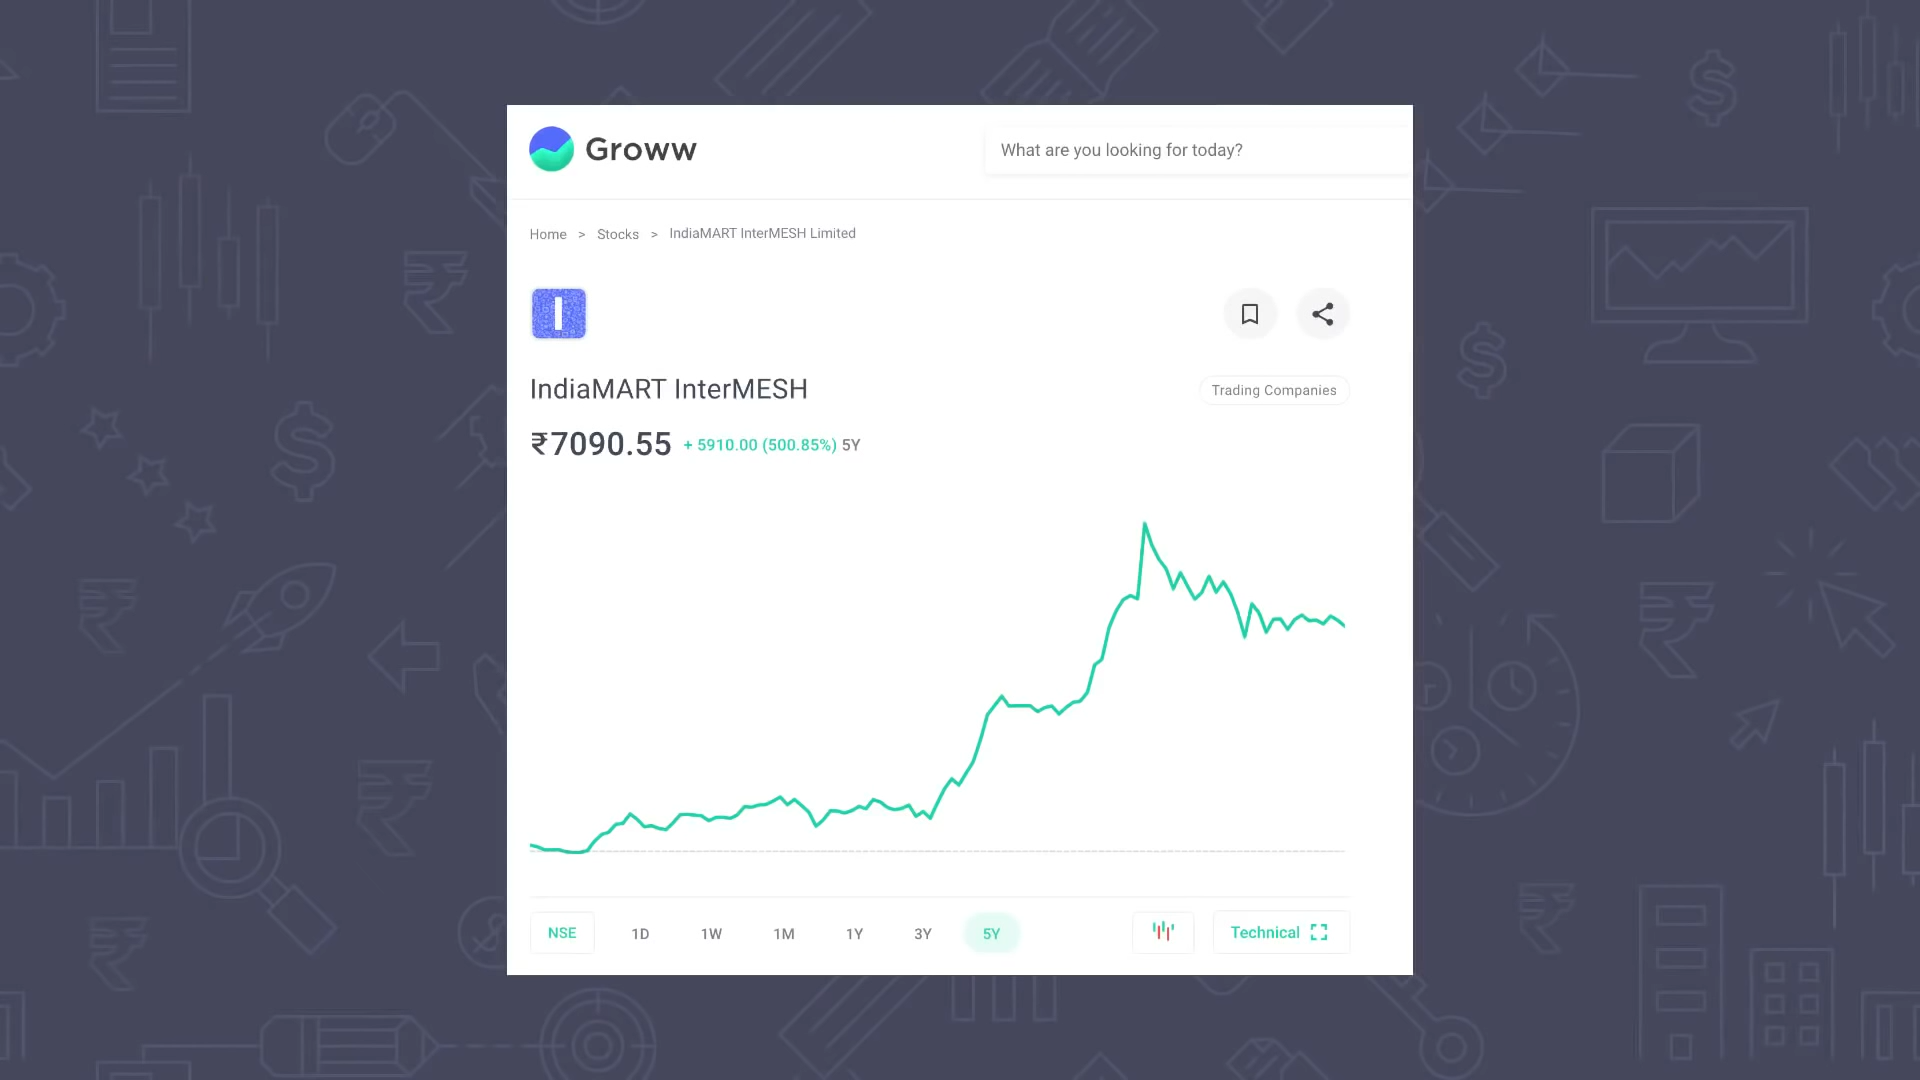 Groww
What are you looking for today?
Home > Stocks > IndiaMART InterMESH Limited
I
IndiaMART InterMESH
Trading Companies
₹7090.55 + 5910.00 (500.85%) 5Y
NSE 1D 1W 1M 1Y 3Y 5Y Technical